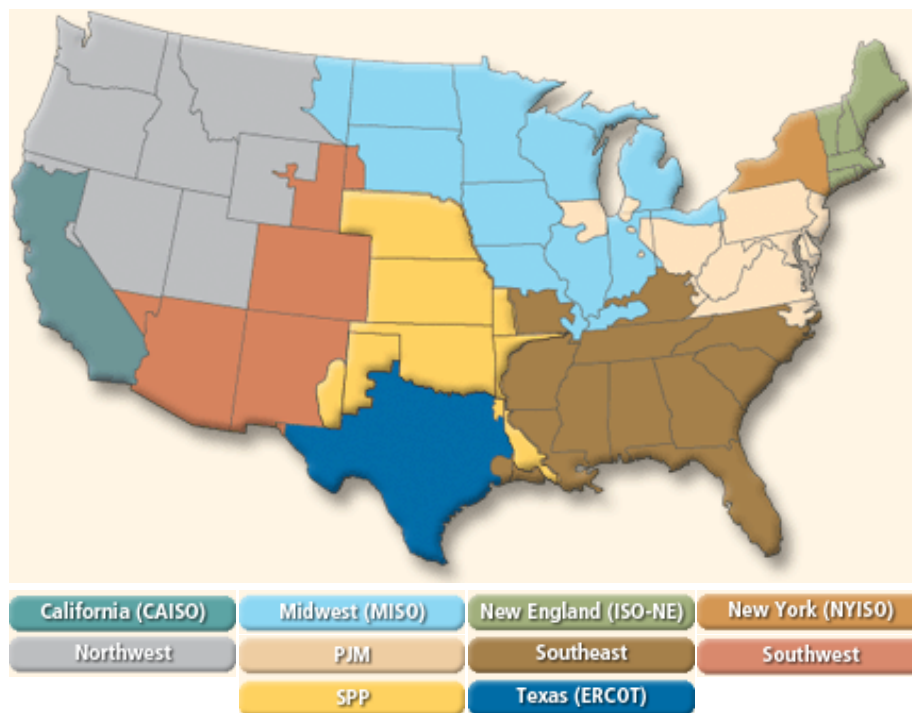 California (CAISO)
Midwest (MISO)
New England (ISO-NE)
New York (NYISO)
Northwest
PJM
Southeast
Southwest
SPP
Texas (ERCOT)